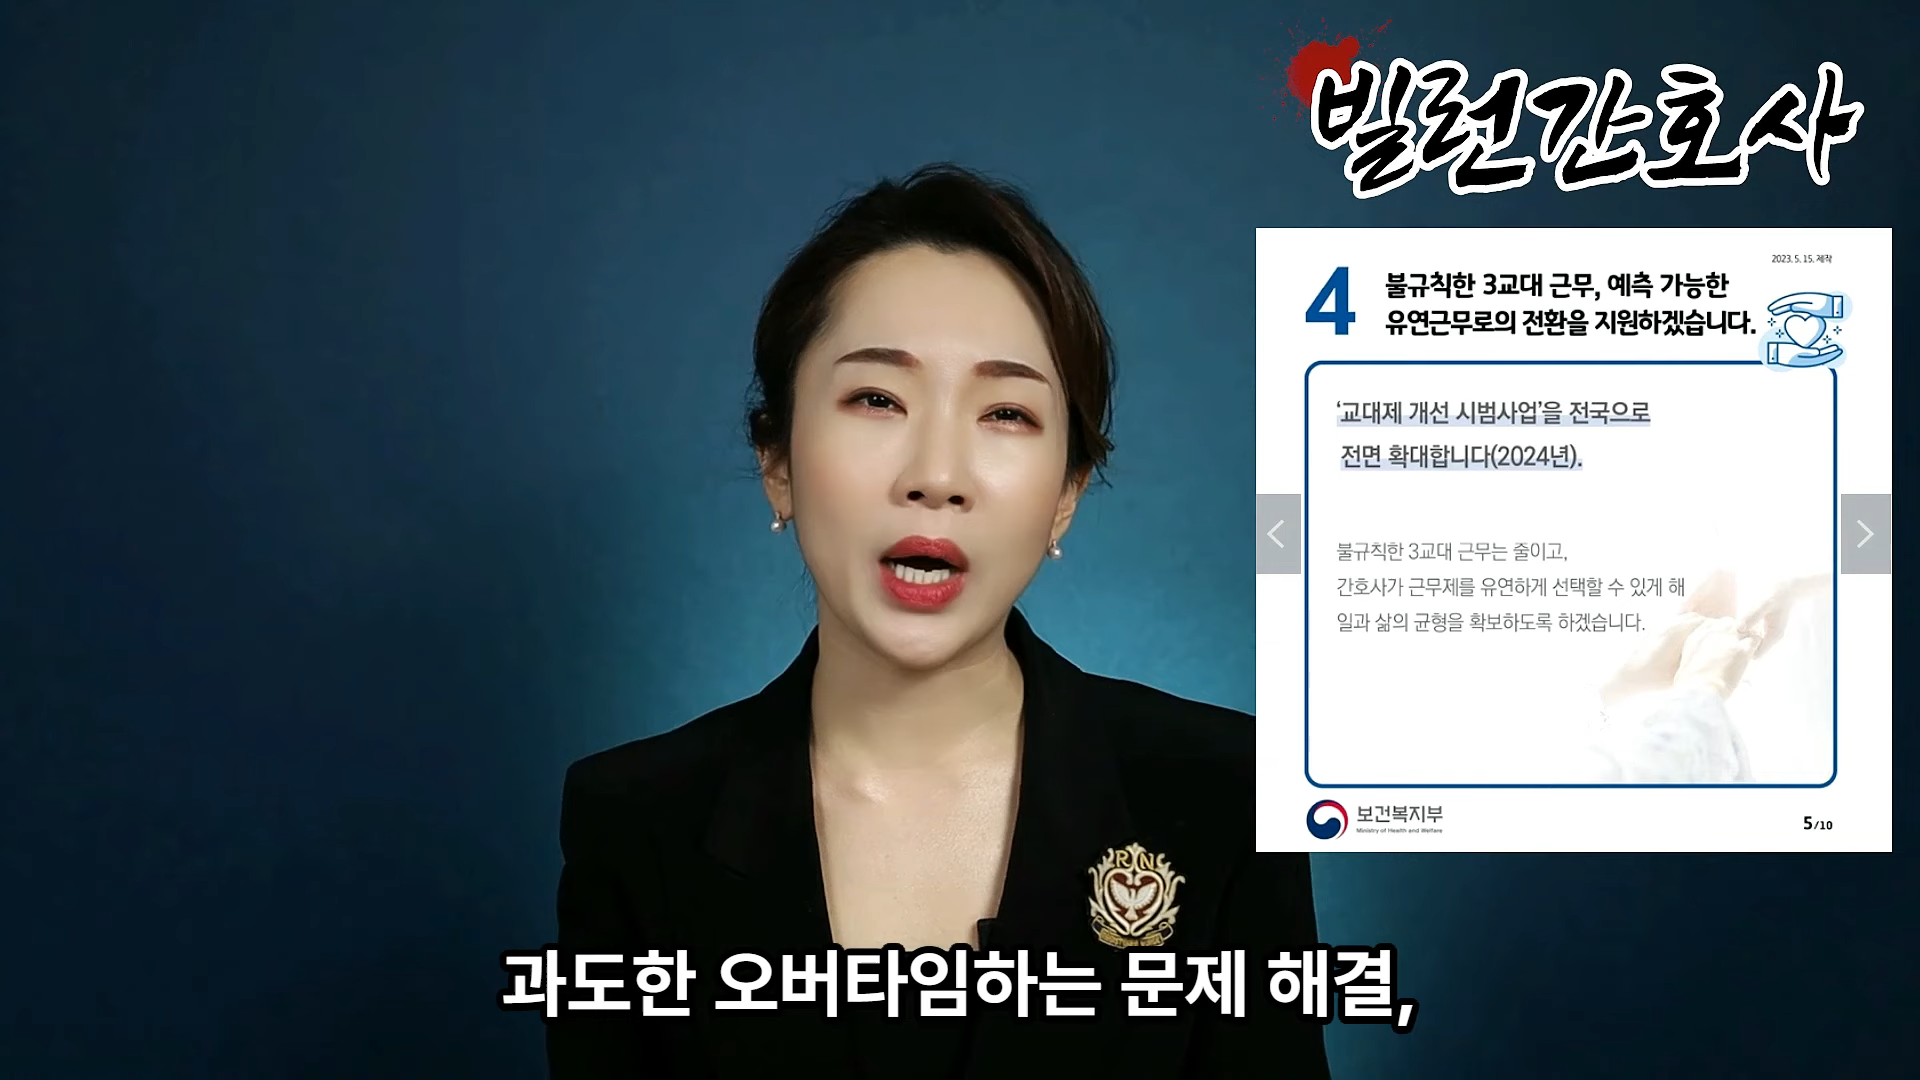 빌런간호사
2023. 5. 15. 제작
4
불규칙한 3교대 근무, 예측 가능한
유연근무로의 전환을 지원하겠습니다.
‘교대제 개선 시범사업’을 전국으로
전면 확대합니다(2024년).
불규칙한 3교대 근무는 줄이고,
간호사가 근무제를 유연하게 선택할 수 있게 해
일과 삶의 균형을 확보하도록 하겠습니다.
보건복지부
Ministry of Health and Welfare
5/10
RN
과도한 오버타임하는 문제 해결,